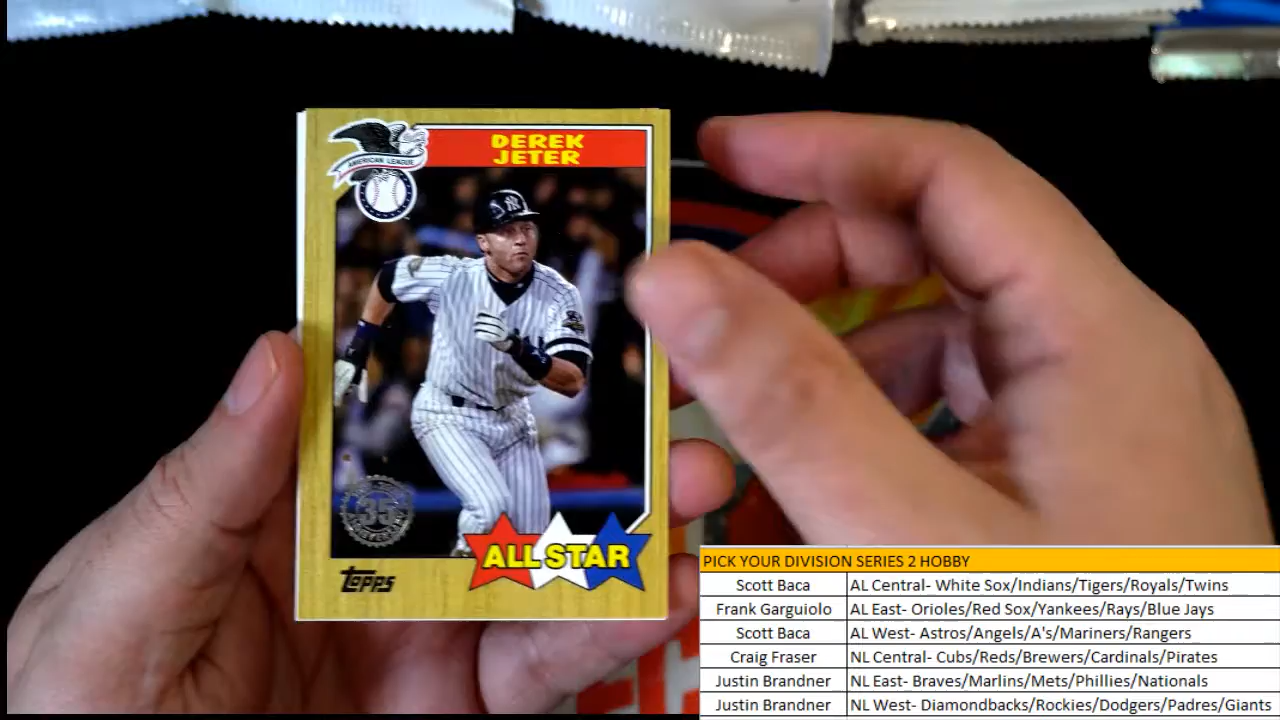 AMERICAN LEAGUE
DEREK
JETER
35
ALL STAR
TOPPS
PICK YOUR DIVISION SERIES 2 HOBBY
Scott Baca AL Central- White Sox/Indians/Tigers/Royals/Twins
Frank Garguiolo AL East- Orioles/Red Sox/Yankees/Rays/Blue Jays
Scott Baca AL West- Astros/Angels/A's/Mariners/Rangers
Craig Fraser NL Central- Cubs/Reds/Brewers/Cardinals/Pirates
Justin Brandner NL East- Braves/Marlins/Mets/Phillies/Nationals
Justin Brandner NL West- Diamondbacks/Rockies/Dodgers/Padres/Giants